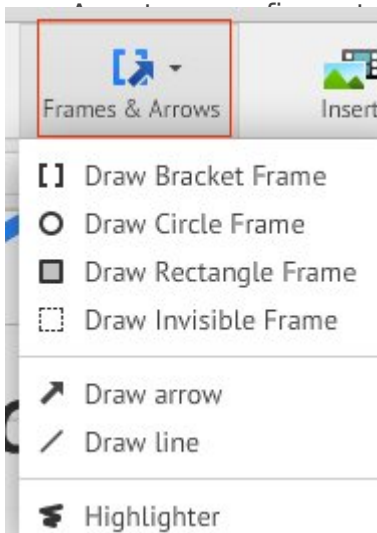 Frames & Arrows
Insert
Draw Bracket Frame
Draw Circle Frame
Draw Rectangle Frame
Draw Invisible Frame
Draw arrow
Draw line
Highlighter